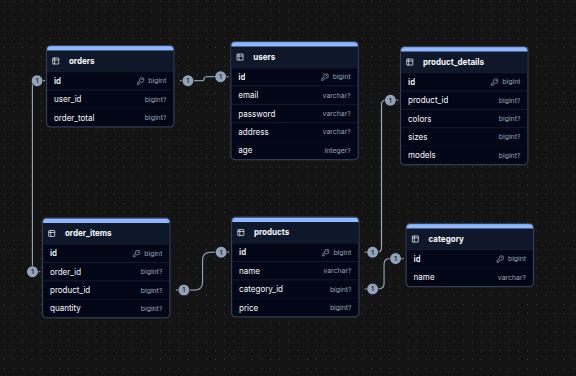 orders
id bigint
user_id bigint?
order_total bigint?
users
id bigint
email varchar?
password varchar?
address varchar?
age integer?
product_details
id bigint
product_id bigint?
colors bigint?
sizes bigint?
models bigint?
order_items
id bigint
order_id bigint?
product_id bigint?
quantity bigint?
products
id bigint
name varchar?
category_id bigint?
price bigint?
category
id bigint
name varchar?
1
1
1
1
1
1
1
1
1
1